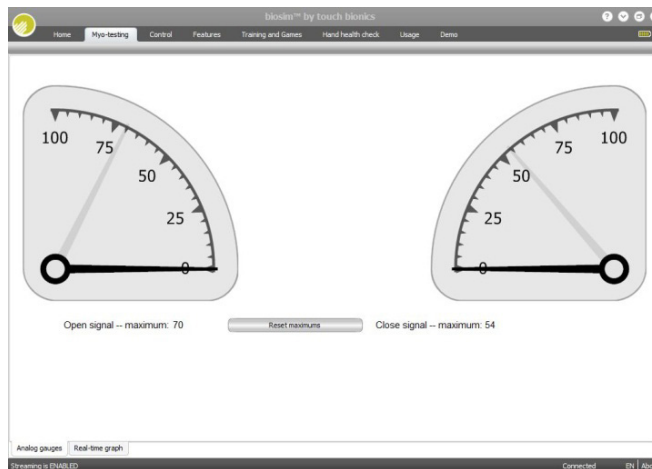 biosim™ by touch bionics
Home Myo-testing Control Features Training and Games Hand health check Usage Demo
100 75 50 25 0
100 75 50 25 0
Open signal -- maximum: 70 Reset maximums Close signal -- maximum: 54
Analog gauges Real-time graph
Streaming is ENABLED Connected EN